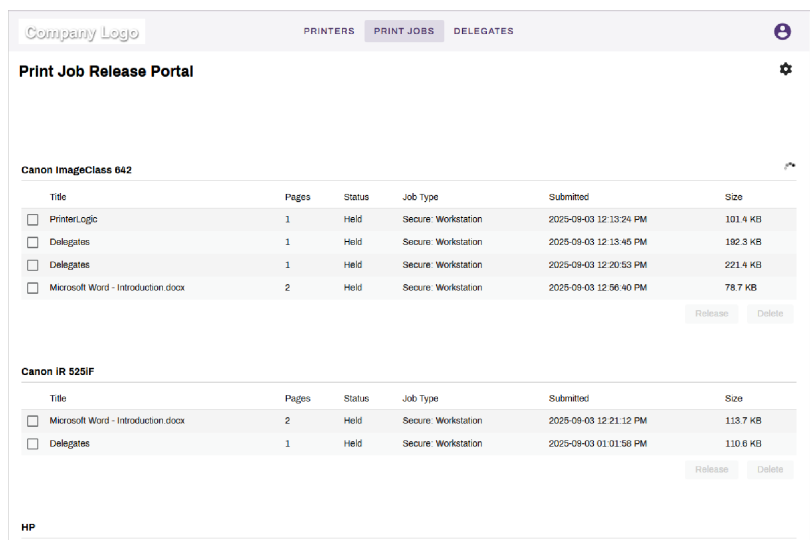 Company Logo PRINTERS PRINT JOBS DELEGATES
Print Job Release Portal
Canon ImageClass 642
Title Pages Status Job Type Submitted Size
PrinterLogic 1 Held Secure: Workstation 2025-09-03 12:13:24 PM 101.4 KB
Delegates 1 Held Secure: Workstation 2025-09-03 12:13:45 PM 192.3 KB
Delegates 1 Held Secure: Workstation 2025-09-03 12:20:53 PM 221.4 KB
Microsoft Word - Introduction.docx 2 Held Secure: Workstation 2025-09-03 12:56:40 PM 78.7 KB
Release Delete
Canon iR 525iF
Title Pages Status Job Type Submitted Size
Microsoft Word - Introduction.docx 2 Held Secure: Workstation 2025-09-03 12:21:12 PM 113.7 KB
Delegates 1 Held Secure: Workstation 2025-09-03 01:01:58 PM 110.6 KB
Release Delete
HP